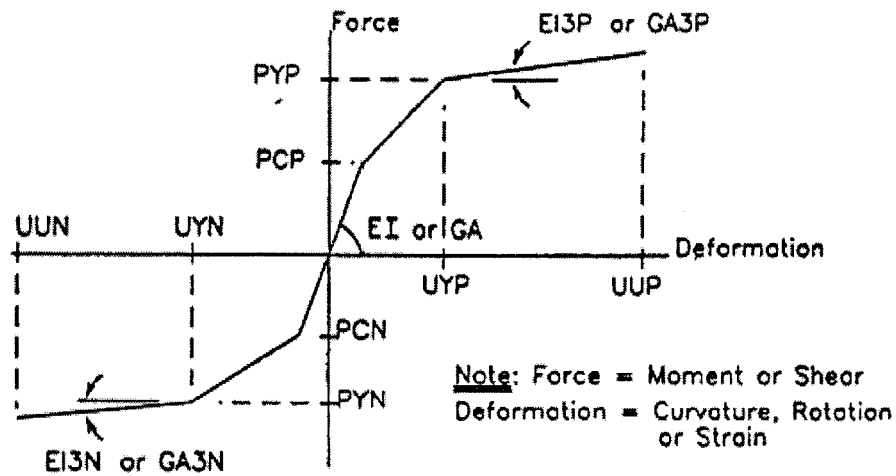 Force
EI3P or GA3P
PYP
PCP
UUN
UYN
EI or GA
Deformation
UYP
UUP
PCN
PYN
Note: Force = Moment or Shear
Deformation = Curvature, Rotation
or Strain
EI3N or GA3N